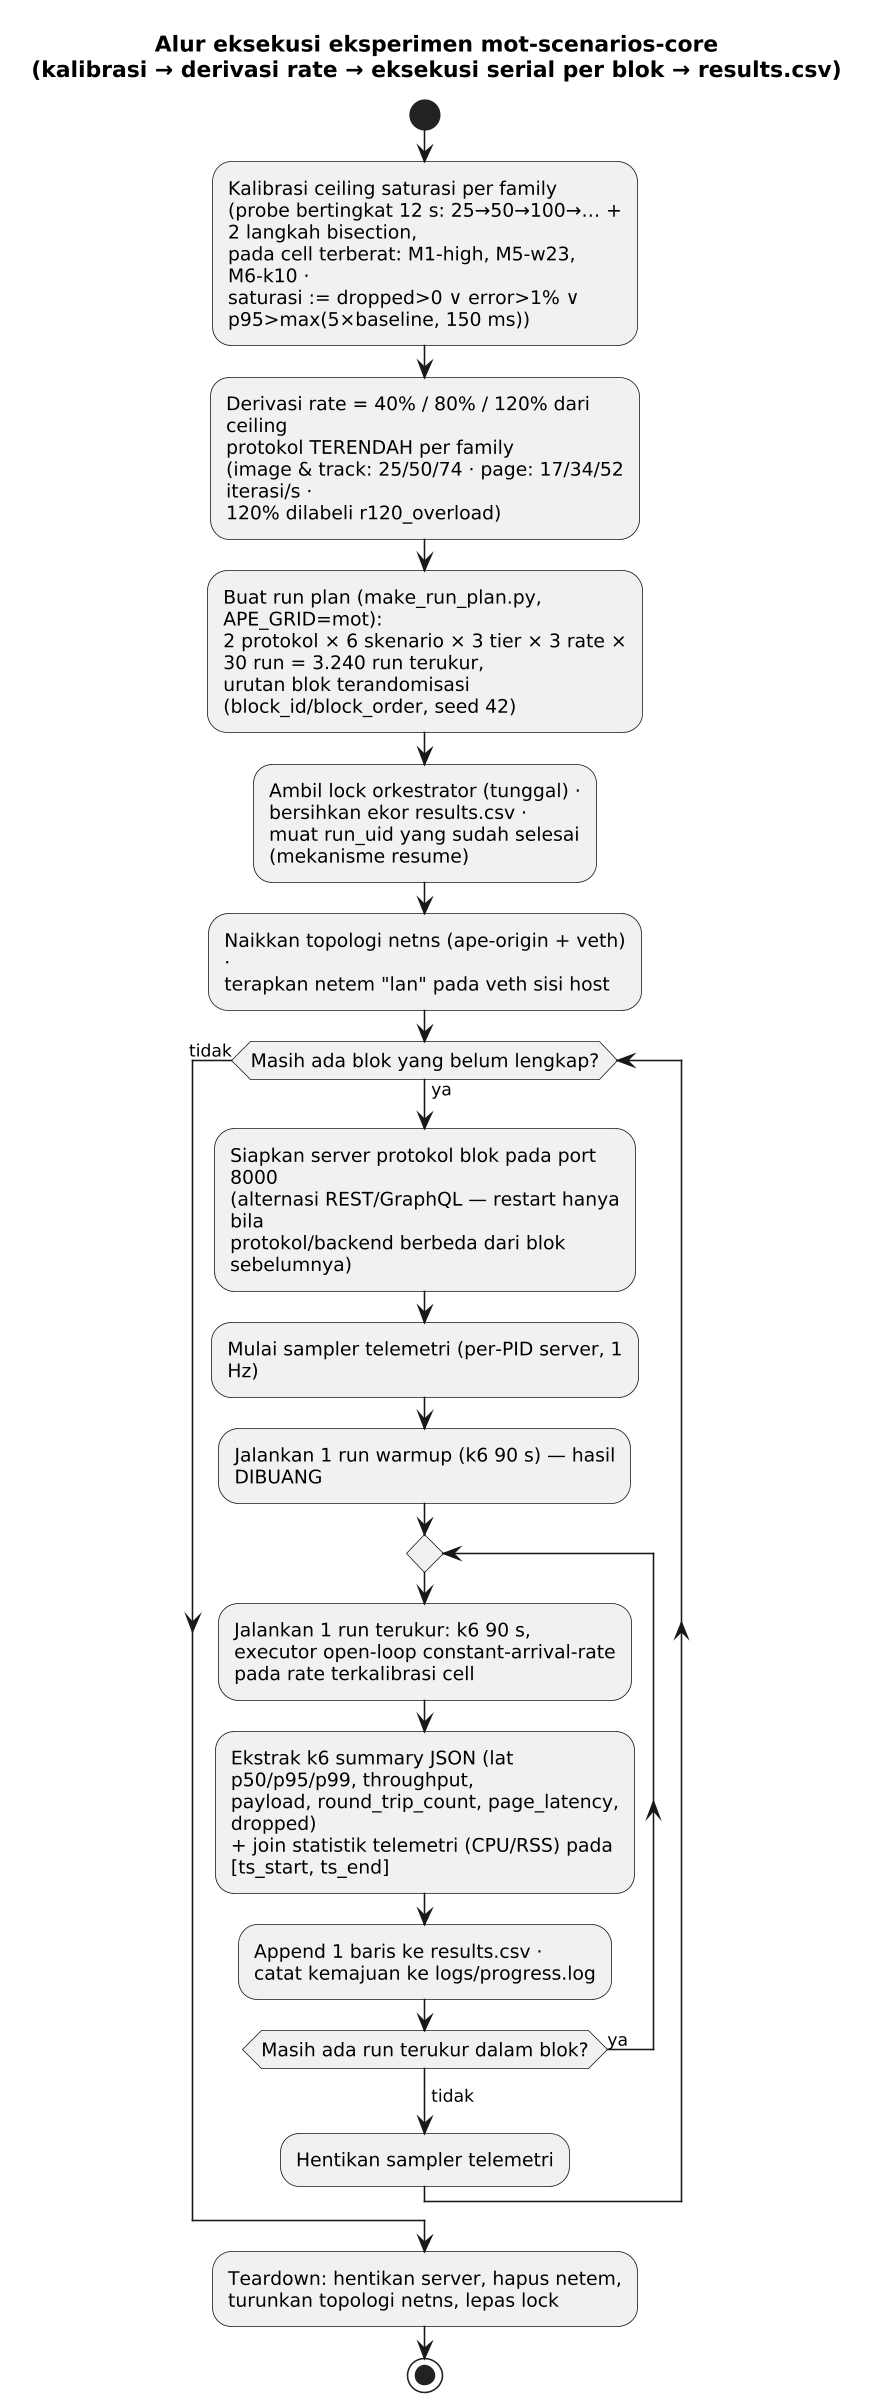 Alur eksekusi eksperimen mot-scenarios-core
(kalibrasi → derivasi rate → eksekusi serial per blok → results.csv)
Kalibrasi ceiling saturasi per family
(probe bertingkat 12 s: 25→50→100→… +
2 langkah bisection,
pada cell terberat: M1-high, M5-w23,
M6-k10 ·
saturasi := dropped>0 ∨ error>1% ∨
p95>max(5×baseline, 150 ms))
Derivasi rate = 40% / 80% / 120% dari
ceiling
protokol TERENDAH per family
(image & track: 25/50/74 · page: 17/34/52
iterasi/s ·
120% dilabeli r120_overload)
Buat run plan (make_run_plan.py,
APE_GRID=mot):
2 protokol × 6 skenario × 3 tier × 3 rate ×
30 run = 3.240 run terukur,
urutan blok terandomisasi
(block_id/block_order, seed 42)
Ambil lock orkestrator (tunggal) ·
bersihkan ekor results.csv ·
muat run_uid yang sudah selesai
(mekanisme resume)
Naikkan topologi netns (ape-origin + veth)
·
terapkan netem "lan" pada veth sisi host
tidak
Masih ada blok yang belum lengkap?
ya
Siapkan server protokol blok pada port
8000
(alternasi REST/GraphQL — restart hanya
bila
protokol/backend berbeda dari blok
sebelumnya)
Mulai sampler telemetri (per-PID server, 1
Hz)
Jalankan 1 run warmup (k6 90 s) — hasil
DIBUANG
Jalankan 1 run terukur: k6 90 s,
executor open-loop constant-arrival-rate
pada rate terkalibrasi cell
Ekstrak k6 summary JSON (lat
p50/p95/p99, throughput,
payload, round_trip_count, page_latency,
dropped)
+ join statistik telemetri (CPU/RSS) pada
[ts_start, ts_end]
Append 1 baris ke results.csv ·
catat kemajuan ke logs/progress.log
Masih ada run terukur dalam blok?
ya
tidak
Hentikan sampler telemetri
Teardown: hentikan server, hapus netem,
turunkan topologi netns, lepas lock